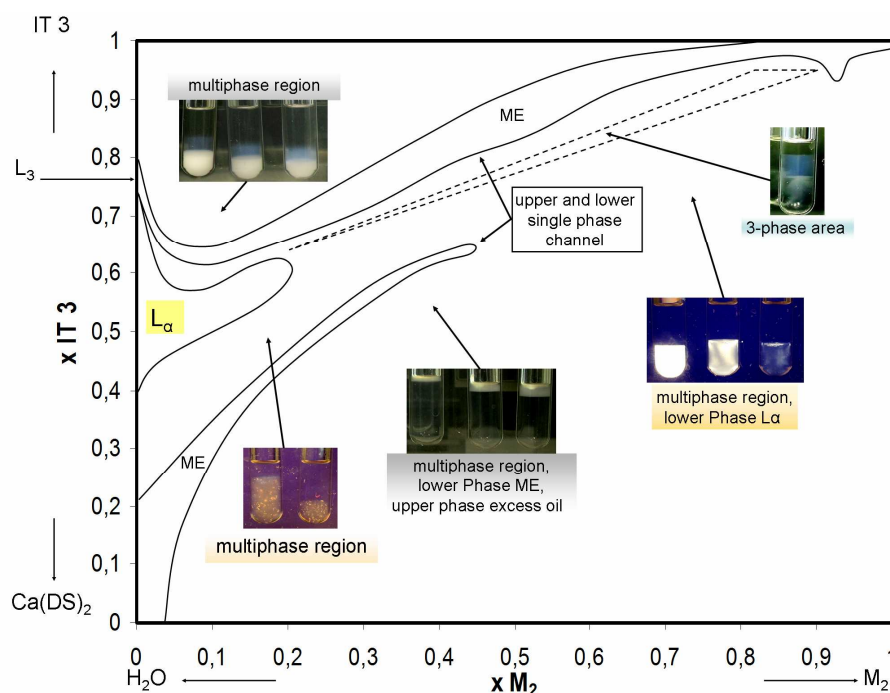 IT 3
1
0,9
0,8
0,7
0,6
0,5
0,4
0,3
0,2
0,1
0
x IT 3
L3
Ca(DS)2
multiphase region
ME
upper and lower
single phase
channel
3-phase area
Lα
multiphase region,
lower Phase Lα
multiphase region,
lower Phase ME,
upper phase excess oil
ME
multiphase region
0 0,1 0,2 0,3 0,4 0,5 0,6 0,7 0,8 0,9 1
H2O
x M2
M2